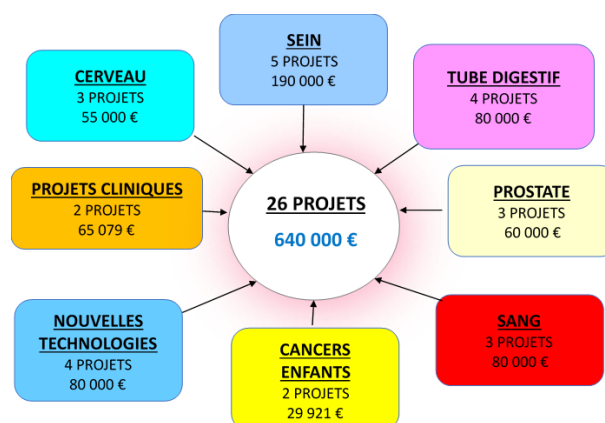 SEIN
5 PROJETS
190 000 €
CERVEAU
3 PROJETS
55 000 €
TUBE DIGESTIF
4 PROJETS
80 000 €
PROJETS CLINIQUES
2 PROJETS
65 079 €
26 PROJETS
640 000 €
PROSTATE
3 PROJETS
60 000 €
NOUVELLES
TECHNOLOGIES
4 PROJETS
80 000 €
CANCERS
ENFANTS
2 PROJETS
29 921 €
SANG
3 PROJETS
80 000 €